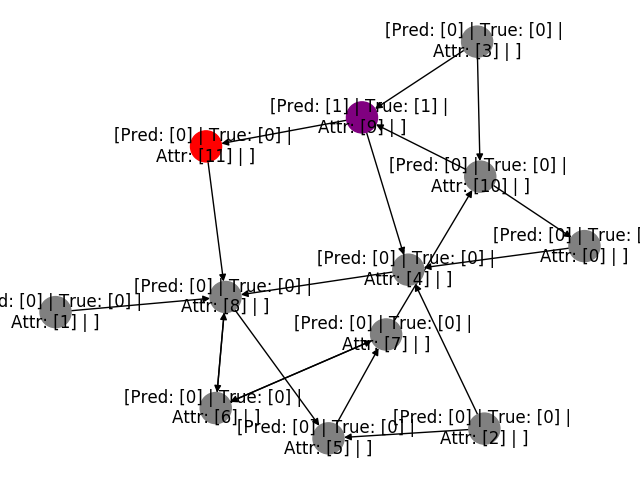 [Pred: [0] | True: [0] |
Attr: [3] | ]
[Pred: [1] | True: [1] |
Attr: [9] | ]
[Pred: [0] | True: [0] |
Attr: [11] | ]
[Pred: [0] | True: [0] |
Attr: [10] | ]
[Pred: [0] | True: [
Attr: [0] | ]
[Pred: [0] | True: [0] |
Attr: [4] | ]
[Pred: [0] | True: [0] |
Attr: [8] | ]
d: [0] | True: [0] |
Attr: [1] | ]
[Pred: [0] | True: [0] |
Attr: [7] | ]
[Pred: [0] | True: [0] |
Attr: [6] | ]
[Pred: [0] | True: [0] |
Attr: [5] | ]
[Pred: [0] | True: [0] |
Attr: [2] | ]